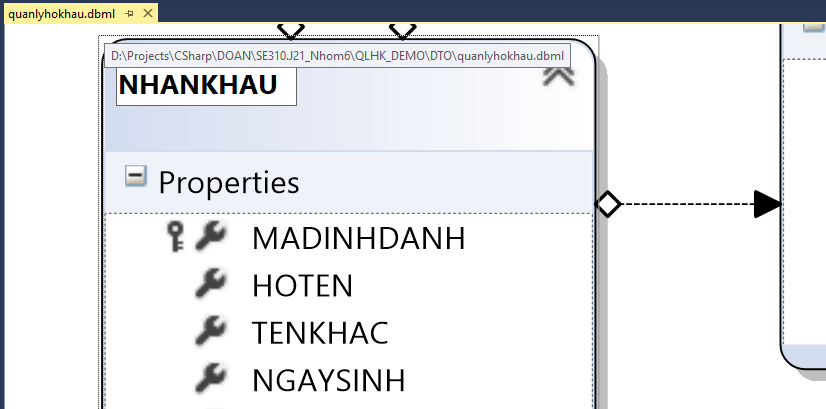 quanlyhokhau.dbml
D:\Projects\CSharp\DOAN\SE310.J21_Nhom6\QLHK_DEMO\DTO\quanlyhokhau.dbml
NHANKHAU
Properties
MADINHDANH
HOTEN
TENKHAC
NGAYSINH